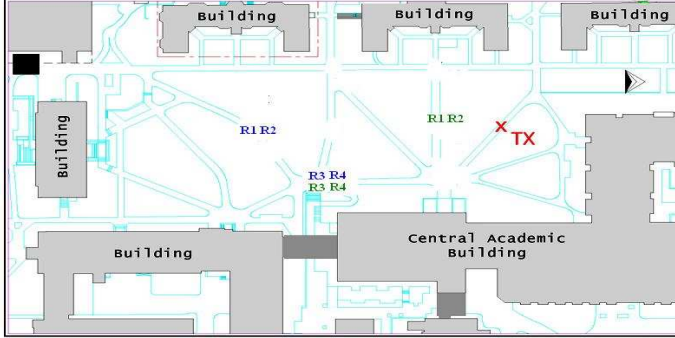 Building
Building
Building
R1 R2
R1 R2
x
TX
Building
R3 R4
R3 R4
Building
Central Academic
Building